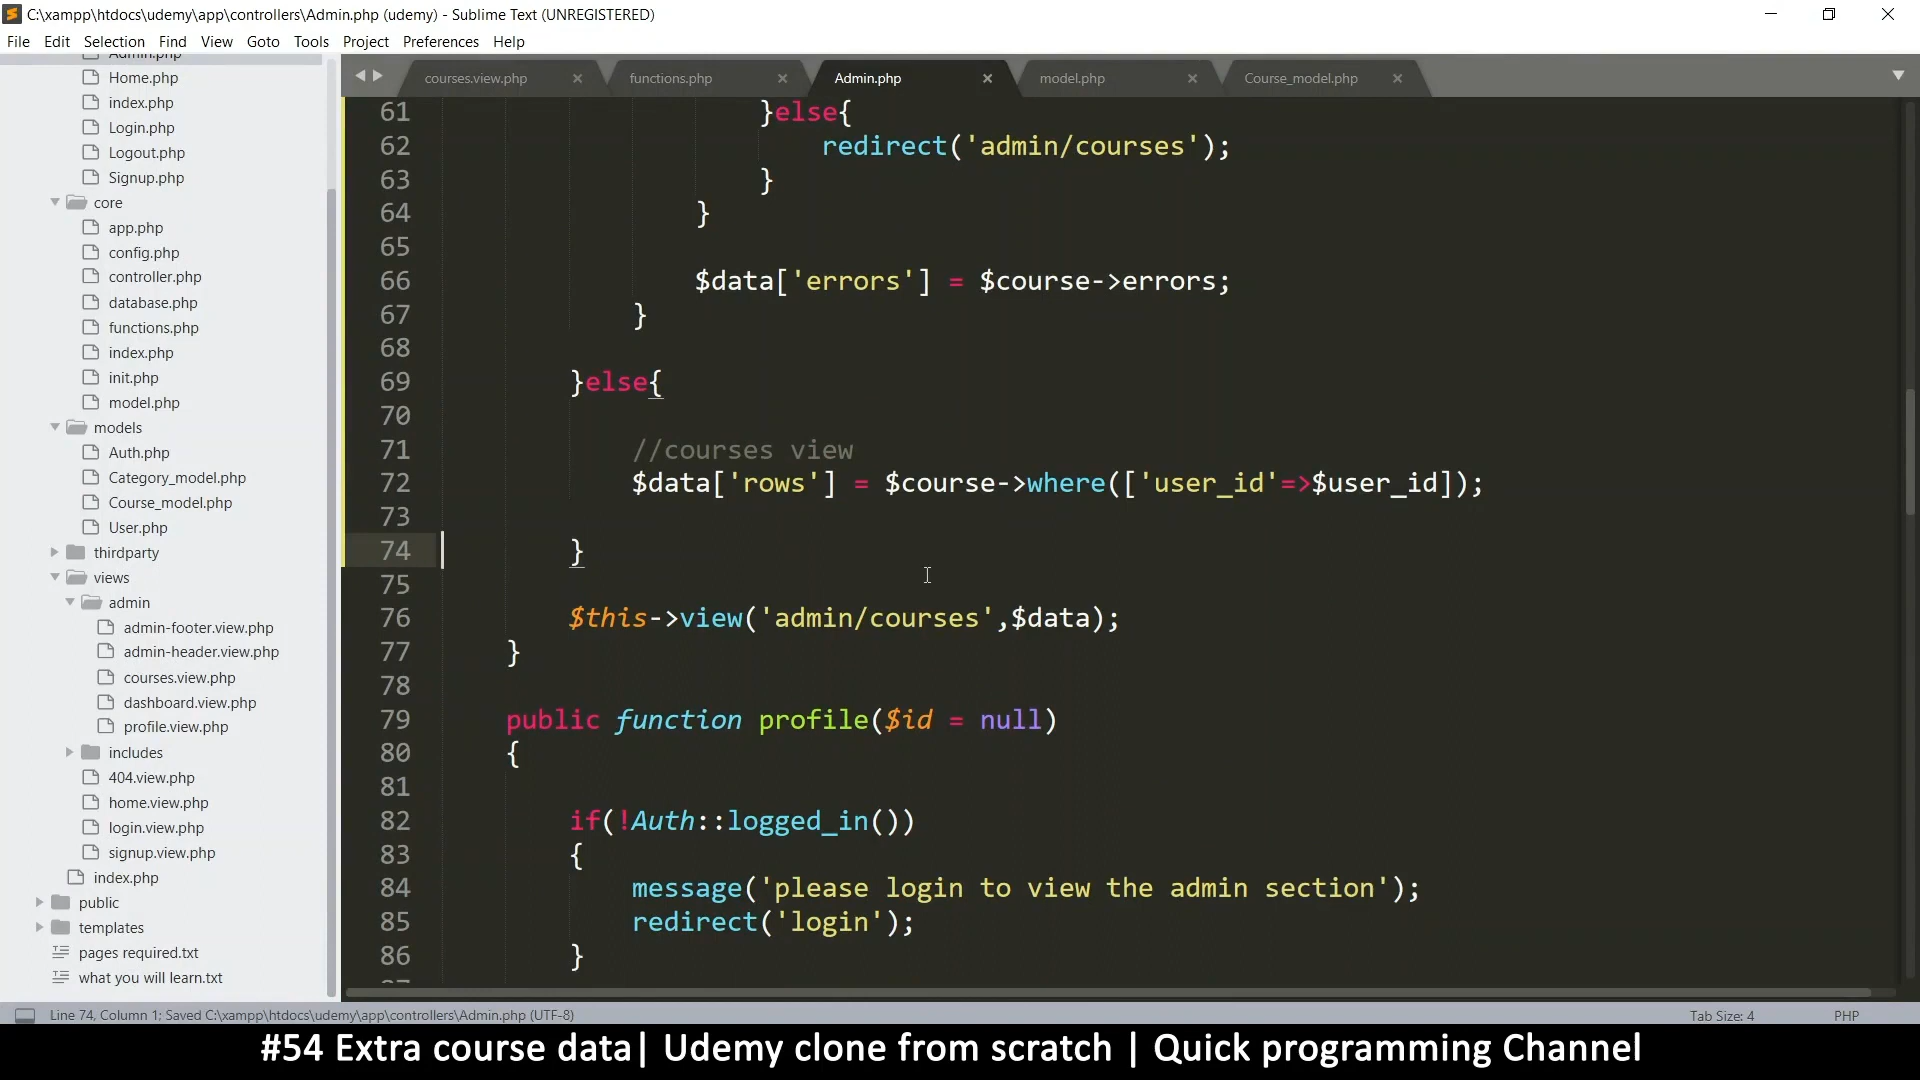 C:\xampp\htdocs\udemy\app\controllers\Admin.php (udemy) - Sublime Text (UNREGISTERED)
File Edit Selection Find View Goto Tools Project Preferences Help
Admin.php
Home.php
index.php
Login.php
Logout.php
Signup.php
core
app.php
config.php
controller.php
database.php
functions.php
index.php
init.php
model.php
models
Auth.php
Category_model.php
Course_model.php
User.php
thirdparty
views
admin
admin-footer.view.php
admin-header.view.php
courses.view.php
dashboard.view.php
profile.view.php
includes
404.view.php
home.view.php
login.view.php
signup.view.php
index.php
public
templates
pages required.txt
what you will learn.txt
courses.view.php functions.php Admin.php model.php Course_model.php
61 }else{
62 redirect('admin/courses');
63 }
64 }
65
66 $data['errors'] = $course->errors;
67 }
68
69 }else{
70
71 //courses view
72 $data['rows'] = $course->where(['user_id'=>$user_id]);
73
74 }
75
76 $this->view('admin/courses',$data);
77 }
78
79 public function profile($id = null)
80 {
81
82 if(!Auth::logged_in())
83 {
84 message('please login to view the admin section');
85 redirect('login');
86 }
Line 74, Column 1; Saved C:\xampp\htdocs\udemy\app\controllers\Admin.php (UTF-8) Tab Size: 4 PHP
#54 Extra course data| Udemy clone from scratch | Quick programming Channel